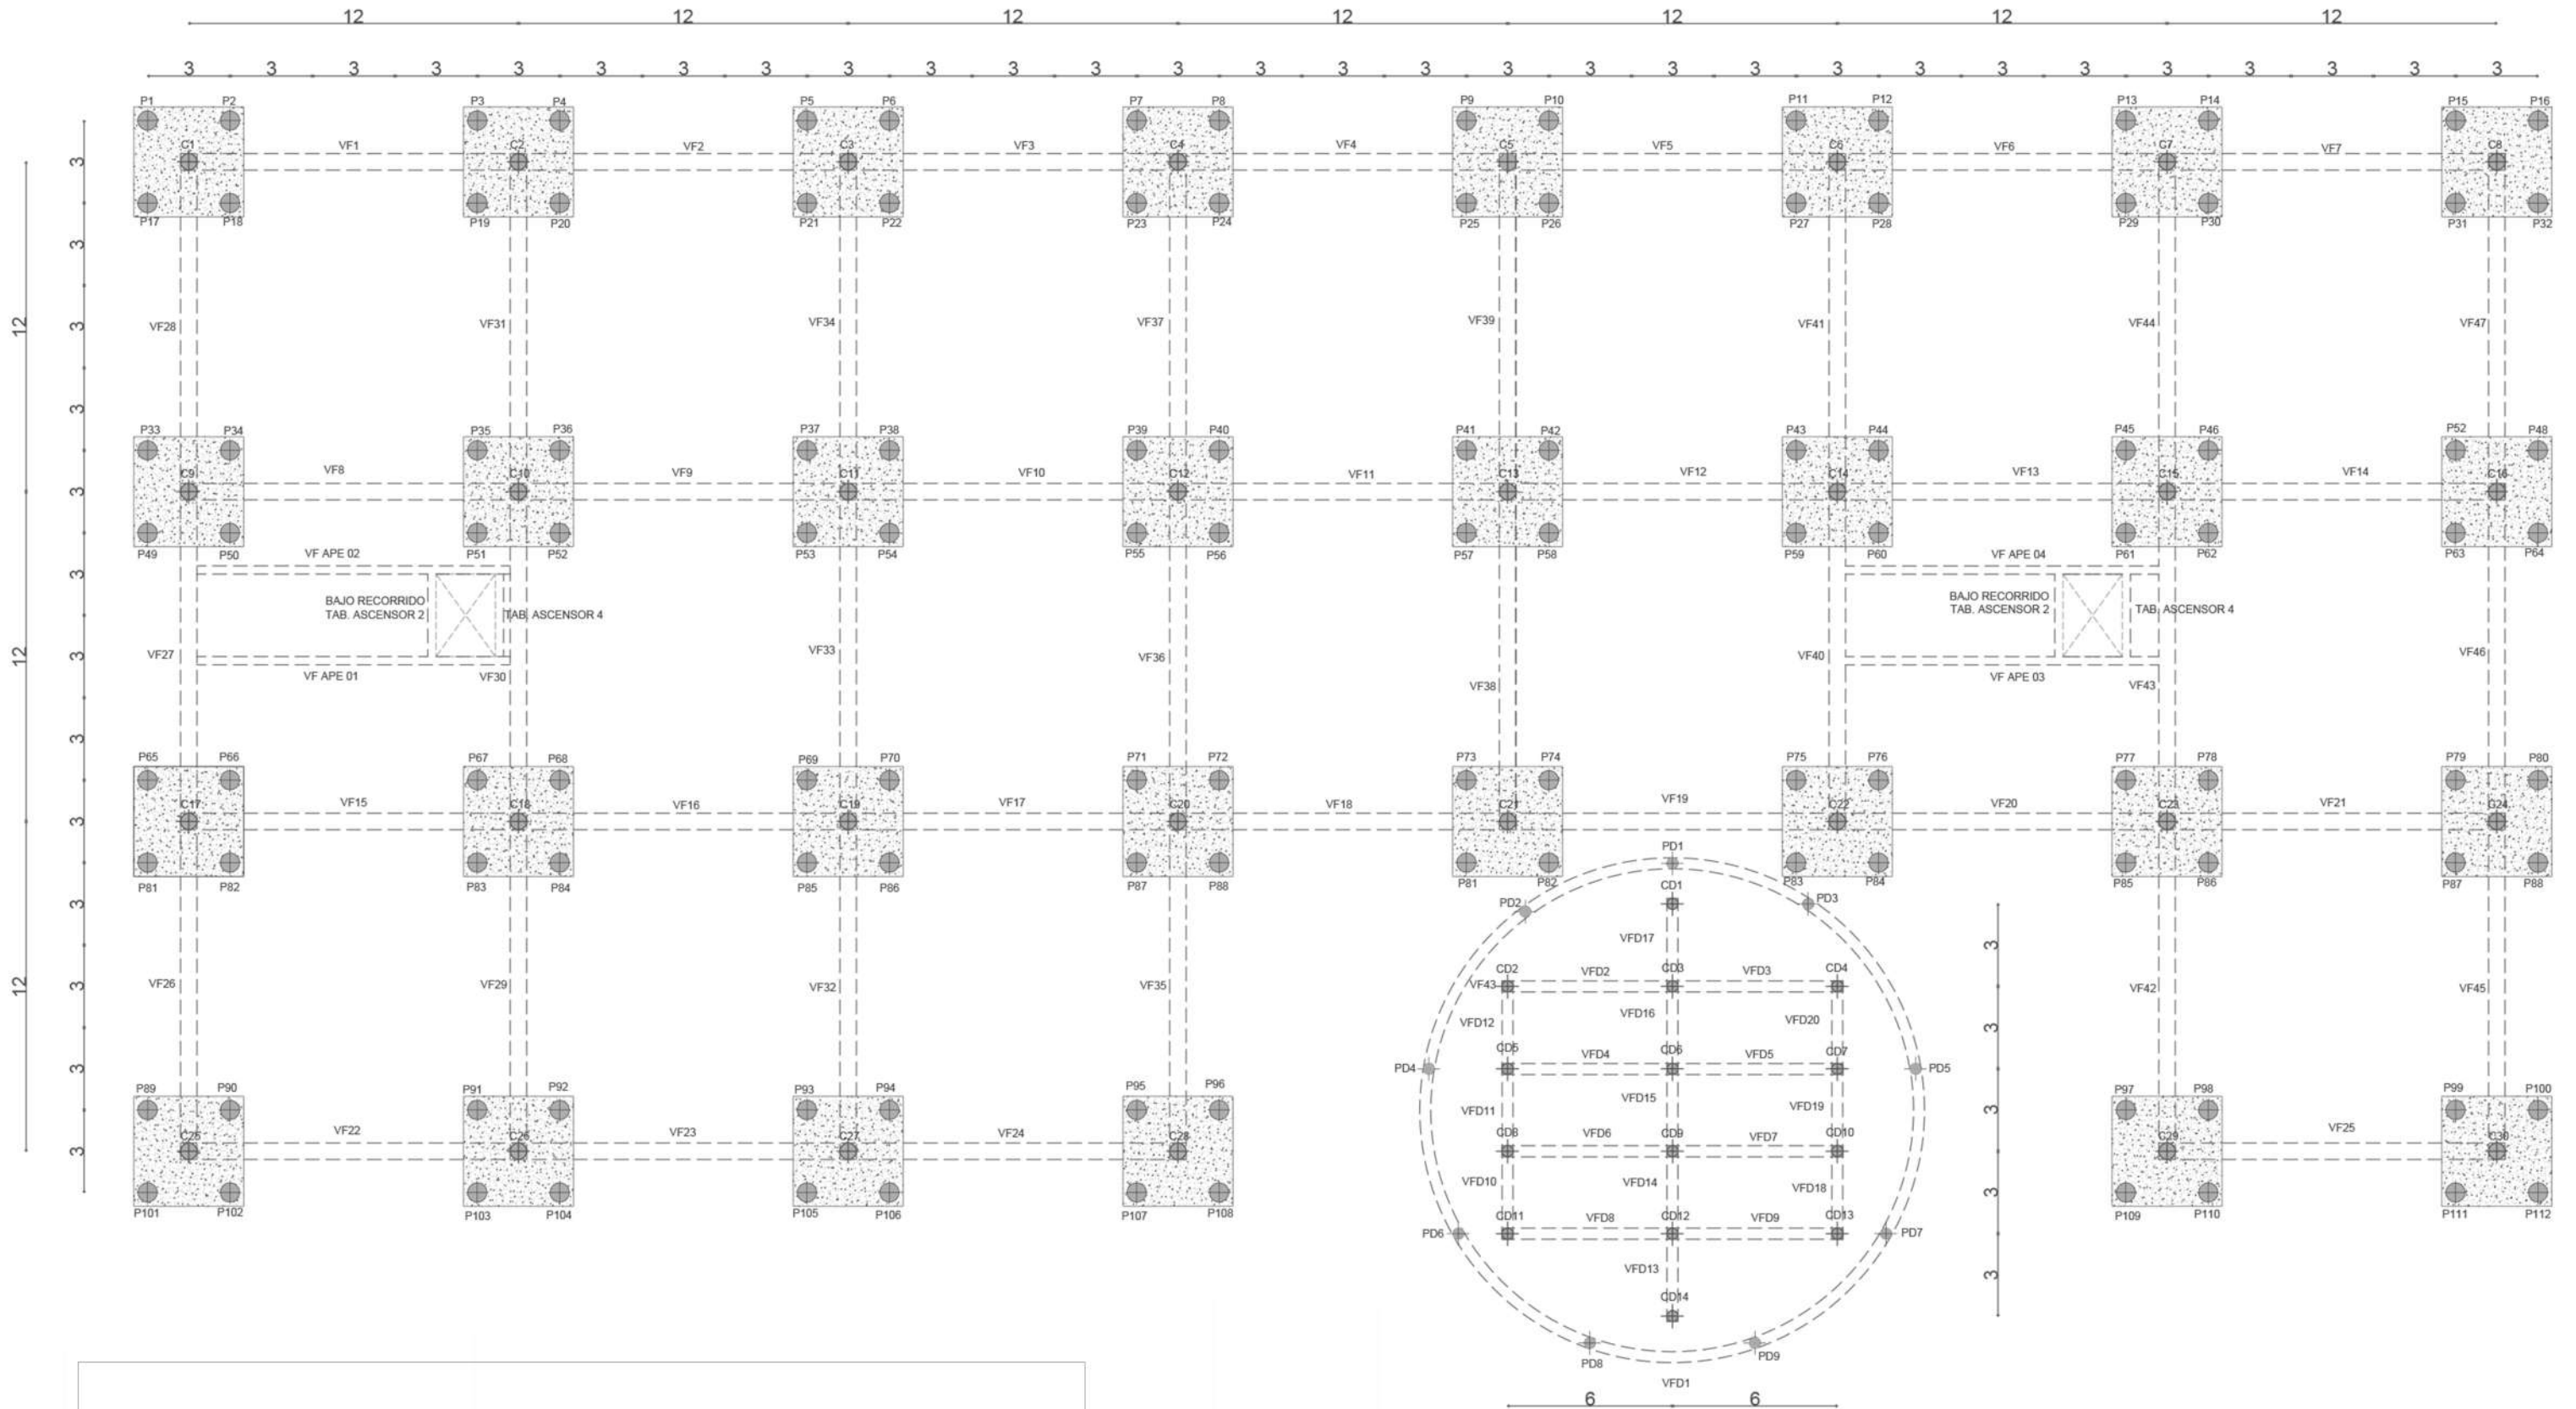 12 12 12 12 12 12 12
3 3 3 3 3 3 3 3 3 3 3 3 3 3 3 3 3 3 3 3 3 3 3 3 3 3 3 3 3
P1 P2 P3 P4 P5 P6 P7 P8 P9 P10 P11 P12 P13 P14 P15 P16
C1 VF1 C2 VF2 C3 VF3 C4 VF4 C5 VF5 C6 VF6 C7 VF7 C8
3
P17 P18 P19 P20 P21 P22 P23 P24 P25 P26 P27 P28 P29 P30 P31 P32
3
12 3 VF28 VF31 VF34 VF37 VF39 VF41 VF44 VF47
3
P33 P34 P35 P36 P37 P38 P39 P40 P41 P42 P43 P44 P45 P46 P52 P48
C9 VF8 C10 VF9 C11 VF10 C12 VF11 C13 VF12 C14 VF13 C15 VF14 C16
3
P49 P50 P51 P52 P53 P54 P55 P56 P57 P58 P59 P60 P61 P62 P63 P64
VF APE 02 VF APE 04
3
BAJO RECORRIDO
TAB. ASCENSOR 2 TAB. ASCENSOR 4
BAJO RECORRIDO
TAB. ASCENSOR 2 TAB. ASCENSOR 4
12 3 VF27 VF33 VF36 VF40 VF46
VF APE 01 VF30 VF38 VF APE 03 VF43
3
P65 P66 P67 P68 P69 P70 P71 P72 P73 P74 P75 P76 P77 P78 P79 P80
C17 VF15 C18 VF16 C19 VF17 C20 VF18 C21 VF19 C22 VF20 C23 VF21 C24
3
P81 P82 P83 P84 P85 P86 P87 P88 P81 P82 P83 P84 P85 P86 P87 P88
PD1
CD1
PD2 PD3
3
VFD17 3
CD2 VFD2 CD3 VFD3 CD4
12 3 VF26 VF29 VF32 VF35 VF43 VF42 VF45
VFD12 VFD16 VFD20 3
CD5 VFD4 CD6 VFD5 CD7
3 PD4 PD5
P89 P90 P91 P92 P93 P94 P95 P96 P97 P98 P99 P100
VFD11 VFD15 VFD19 3
C25 VF22 C26 VF23 C27 VF24 C28 C29 VF25 C30
3
CD8 VFD6 CD9 VFD7 CD10
VFD10 VFD14 VFD18 3
P101 P102 P103 P104 P105 P106 P107 P108 P109 P110 P111 P112
CD11 VFD8 CD12 VFD9 CD13
PD6 PD7
VFD13 3
CD14
PD8 PD9
VFD1
6 6